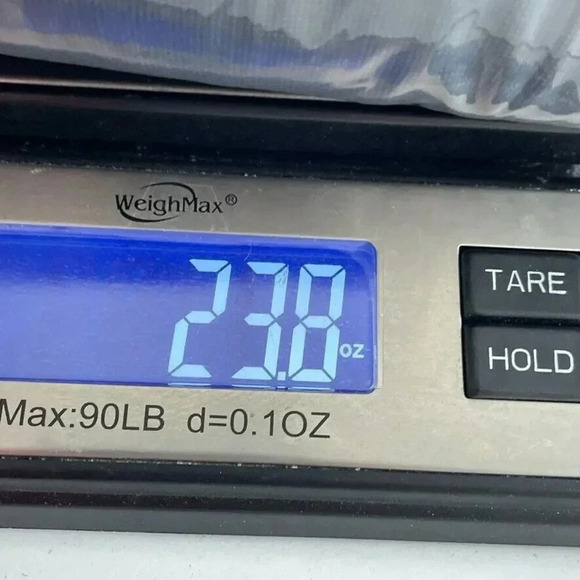 WeighMax®
23.8 oz
TARE
HOLD
Max:90LB d=0.1OZ